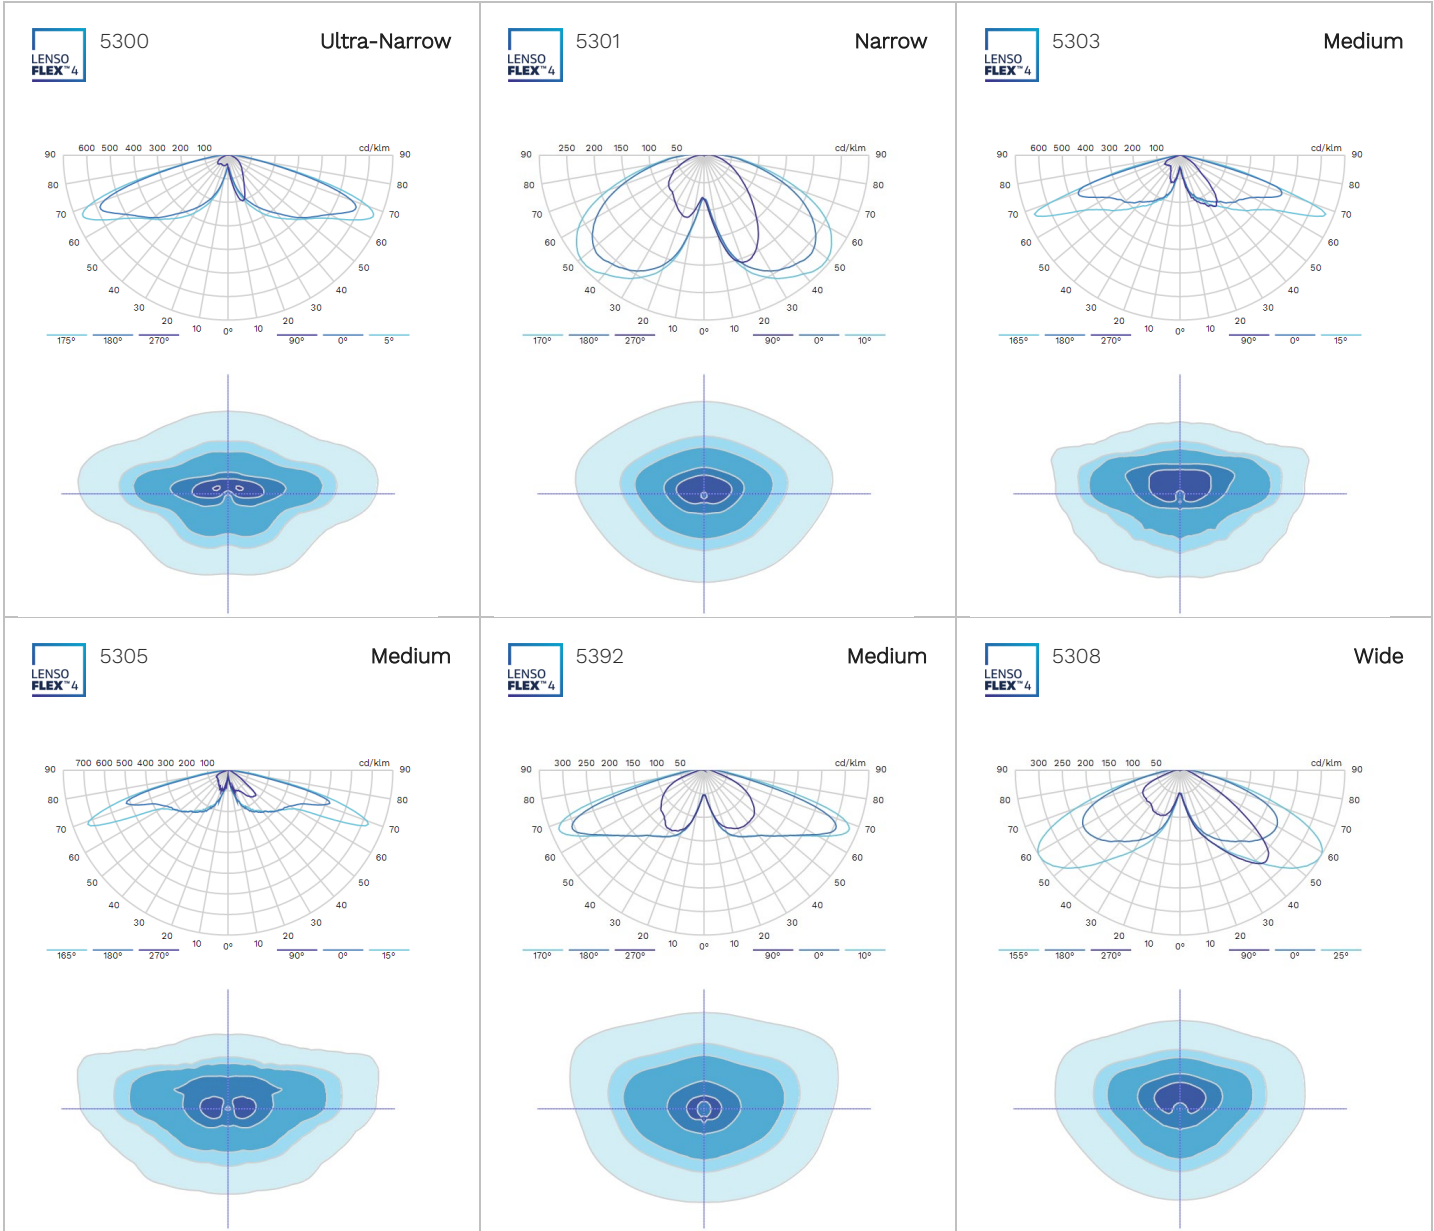 5300 Ultra-Narrow
LENSO
FLEX™4
90 600 500 400 300 200 100 cd/klm 90
80 80
70 70
60 60
50 50
40 40
30 30
20 10 0° 10 20
175° 180° 270° 90° 0° 5°
5301 Narrow
LENSO
FLEX™4
90 250 200 150 100 50 cd/klm 90
80 80
70 70
60 60
50 50
40 40
30 30
20 10 0° 10 20
170° 180° 270° 90° 0° 10°
5303 Medium
LENSO
FLEX™4
90 600 500 400 300 200 100 cd/klm 90
80 80
70 70
60 60
50 50
40 40
30 30
20 10 0° 10 20
165° 180° 270° 90° 0° 15°
5305 Medium
LENSO
FLEX™4
90 700 600 500 400 300 200 100 cd/klm 90
80 80
70 70
60 60
50 50
40 40
30 30
20 10 0° 10 20
165° 180° 270° 90° 0° 15°
5392 Medium
LENSO
FLEX™4
90 300 250 200 150 100 50 cd/klm 90
80 80
70 70
60 60
50 50
40 40
30 30
20 10 0° 10 20
170° 180° 270° 90° 0° 10°
5308 Wide
LENSO
FLEX™4
90 300 250 200 150 100 50 cd/klm 90
80 80
70 70
60 60
50 50
40 40
30 30
20 10 0° 10 20
155° 180° 270° 90° 0° 25°